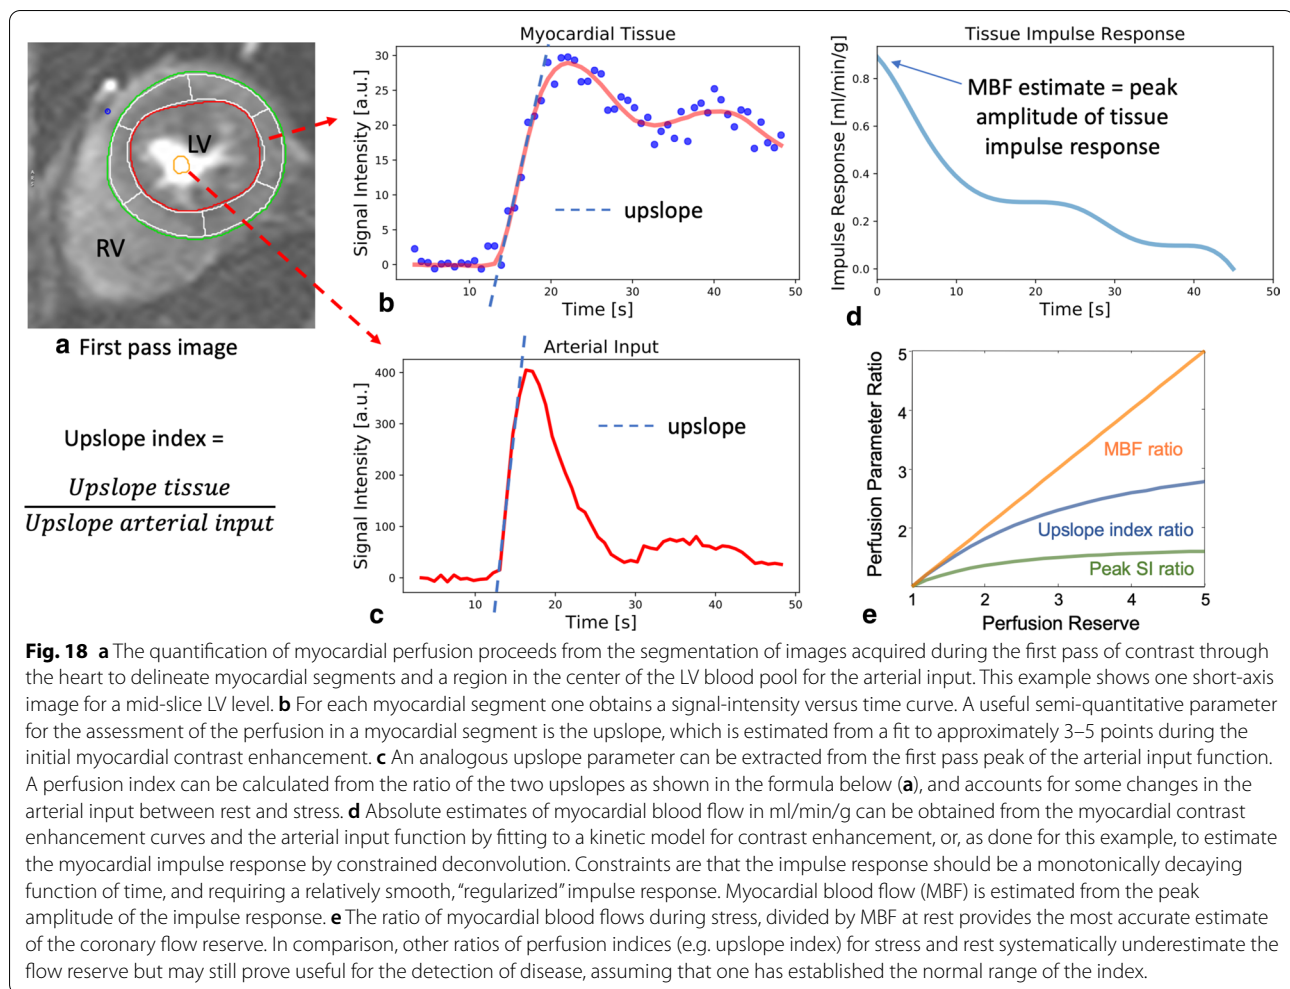 LV
RV
a First pass image
Upslope index =
Upslope tissue
Upslope arterial input
Myocardial Tissue
Signal Intensity [a.u.]
30
25
20
15
10
5
0
upslope
10
20
30
40
50
Time [s]
b
Arterial Input
Signal Intensity [a.u.]
400
300
200
100
0
upslope
10
20
30
40
50
Time [s]
c
Tissue Impulse Response
Impulse Response [ml/min/g]
0.8
0.6
0.4
0.2
0.0
MBF estimate = peak
amplitude of tissue
impulse response
0
10
20
30
40
50
Time [s]
d
Perfusion Parameter Ratio
5
4
3
2
MBF ratio
Upslope index ratio
Peak SI ratio
1
2
3
4
5
Perfusion Reserve
e
Fig. 18 a The quantification of myocardial perfusion proceeds from the segmentation of images acquired during the first pass of contrast through
the heart to delineate myocardial segments and a region in the center of the LV blood pool for the arterial input. This example shows one short-axis
image for a mid-slice LV level. b For each myocardial segment one obtains a signal-intensity versus time curve. A useful semi-quantitative parameter
for the assessment of the perfusion in a myocardial segment is the upslope, which is estimated from a fit to approximately 3–5 points during the
initial myocardial contrast enhancement. c An analogous upslope parameter can be extracted from the first pass peak of the arterial input function.
A perfusion index can be calculated from the ratio of the two upslopes as shown in the formula below (a), and accounts for some changes in the
arterial input between rest and stress. d Absolute estimates of myocardial blood flow in ml/min/g can be obtained from the myocardial contrast
enhancement curves and the arterial input function by fitting to a kinetic model for contrast enhancement, or, as done for this example, to estimate
the myocardial impulse response by constrained deconvolution. Constraints are that the impulse response should be a monotonically decaying
function of time, and requiring a relatively smooth, “regularized” impulse response. Myocardial blood flow (MBF) is estimated from the peak
amplitude of the impulse response. e The ratio of myocardial blood flows during stress, divided by MBF at rest provides the most accurate estimate
of the coronary flow reserve. In comparison, other ratios of perfusion indices (e.g. upslope index) for stress and rest systematically underestimate the
flow reserve but may still prove useful for the detection of disease, assuming that one has established the normal range of the index.